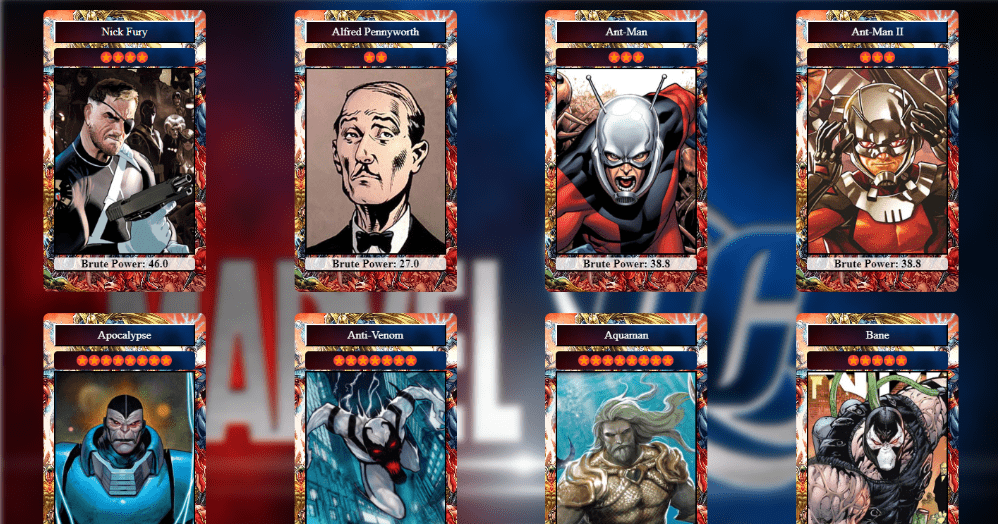 Nick Fury
Alfred Pennyworth
Ant-Man
Ant-Man II
Brute Power: 46.0
Brute Power: 27.0
Brute Power: 38.8
Brute Power: 38.8
MARVEL
Apocalypse
Anti-Venom
Aquaman
Bane